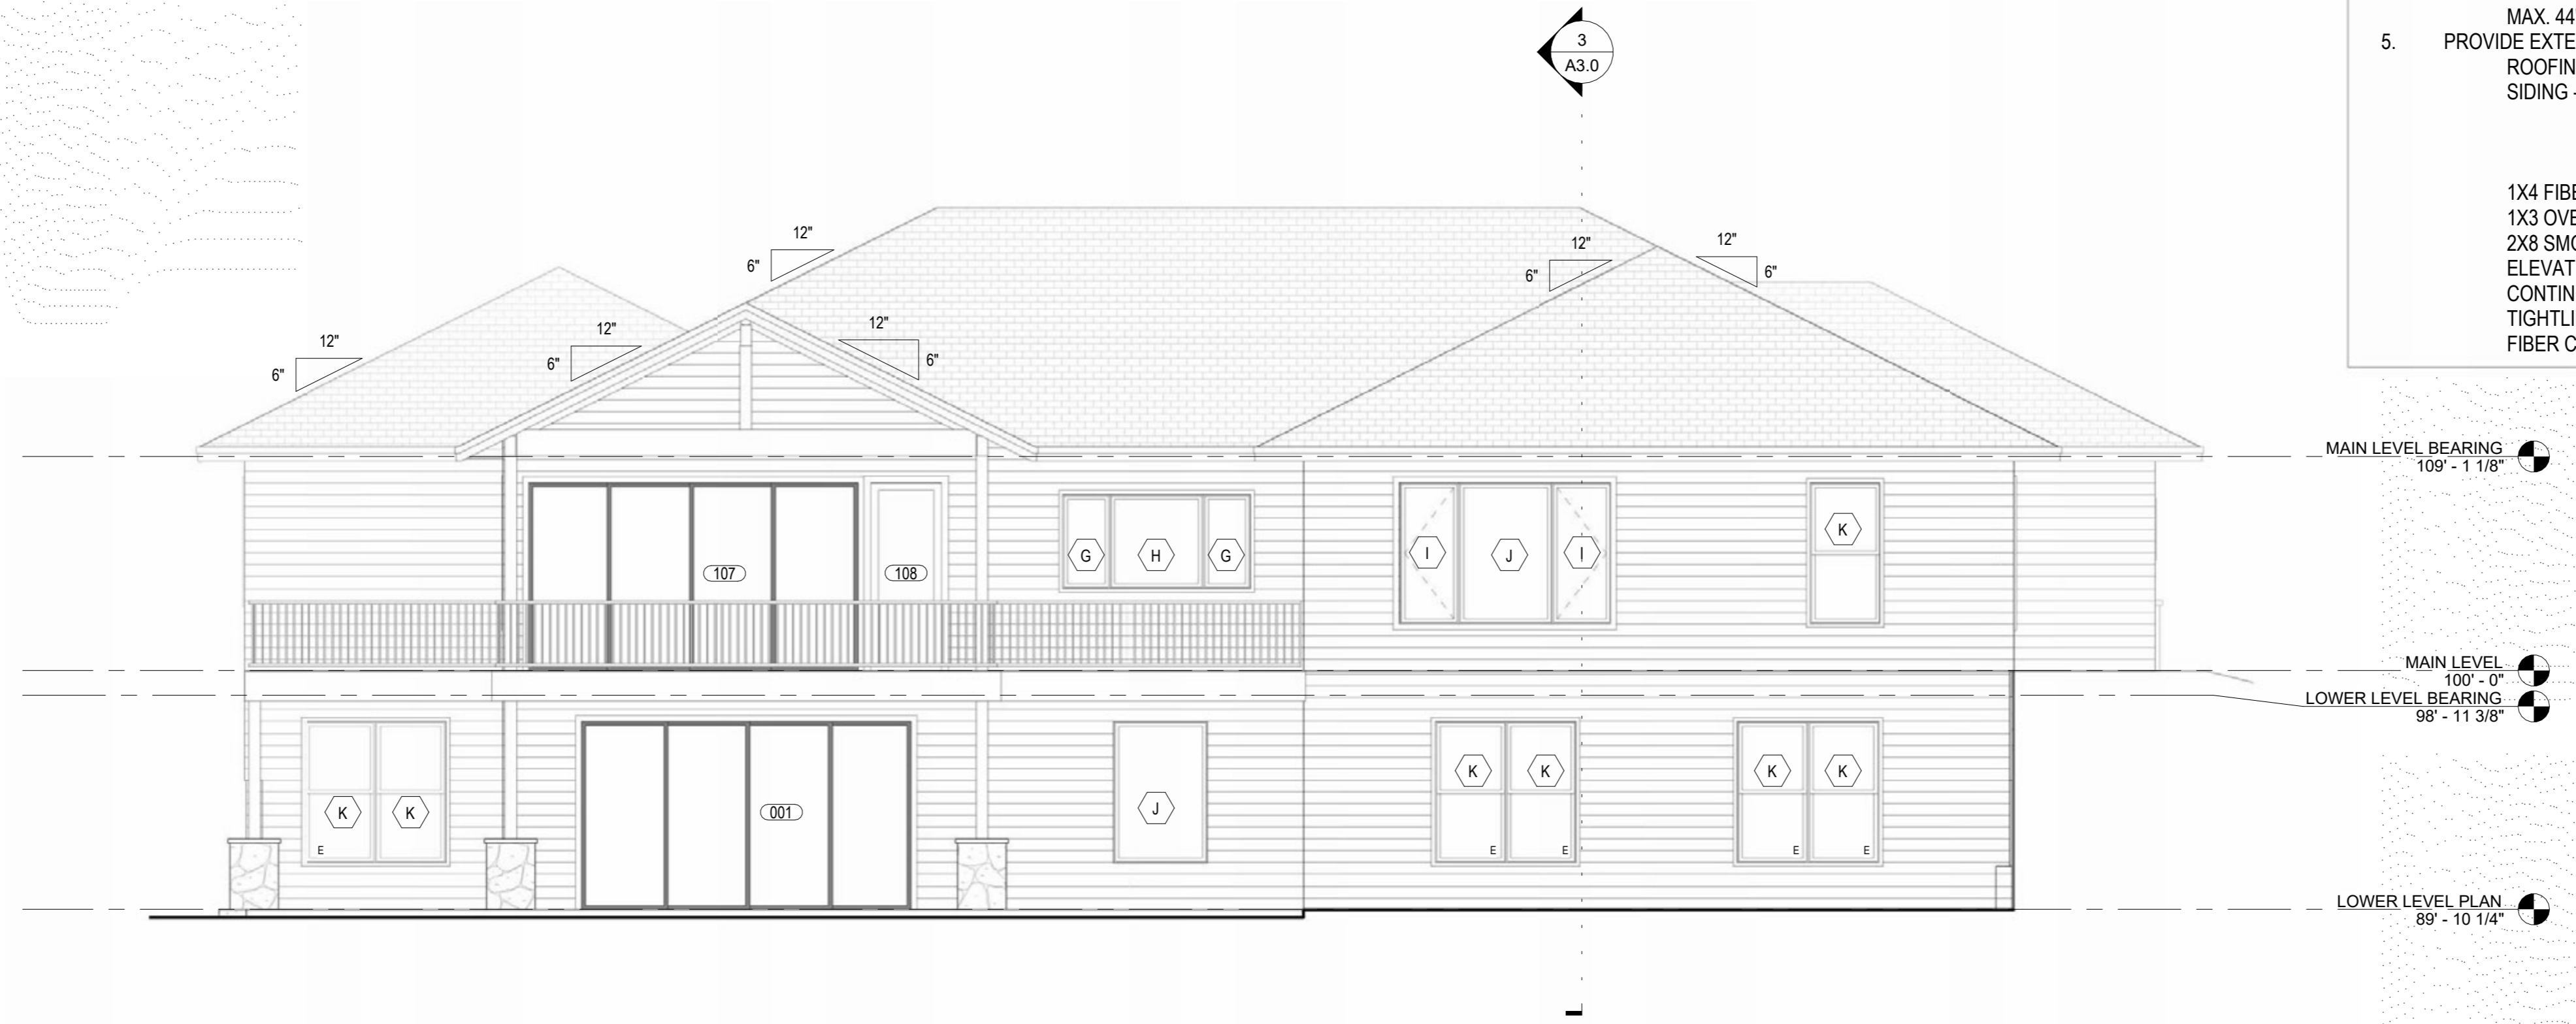 MAX. 44
5. PROVIDE EXTE
ROOFIN
SIDING -
1X4 FIBE
1X3 OVE
2X8 SMO
ELEVAT
CONTIN
TIGHTLI
FIBER C
3
A3.0
12"
6"
12"
6"
12"
6"
12"
6"
12"
6"
12"
6"
MAIN LEVEL BEARING
109' - 1 1/8"
107
108
G
H
G
I
J
I
K
MAIN LEVEL
100' - 0"
LOWER LEVEL BEARING
98' - 11 3/8"
K
K
E
001
J
K
K
E
E
K
K
E
E
LOWER LEVEL PLAN
89' - 10 1/4"